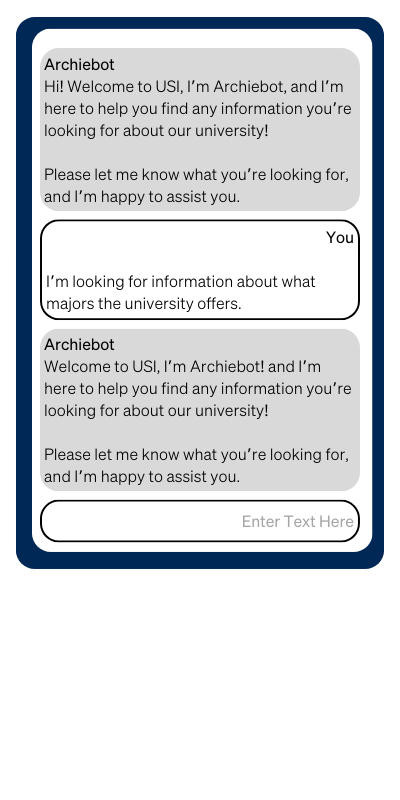 Archiebot
Hi! Welcome to USI, I'm Archiebot, and I'm
here to help you find any information you're
looking for about our university!
Please let me know what you're looking for,
and I'm happy to assist you.
You
I'm looking for information about what
majors the university offers.
Archiebot
Welcome to USI, I'm Archiebot! and I'm
here to help you find any information you're
looking for about our university!
Please let me know what you're looking for,
and I'm happy to assist you.
Enter Text Here